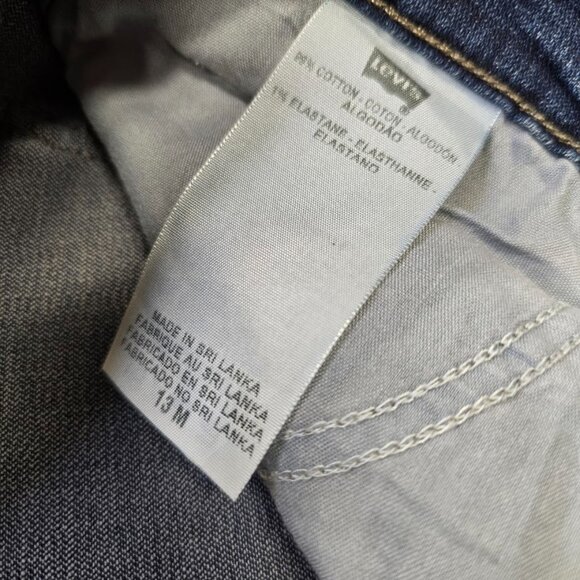 Levi's
®
99% COTTON - COTON - ALGODÓN
ALGODÃO
1% ELASTANE - ELASTHANNE -
ELASTANO
MADE IN SRI LANKA
FABRIQUE AU SRI LANKA
FABRICADO EN SRI LANKA
FABRICADO NO SRI LANKA
13 M